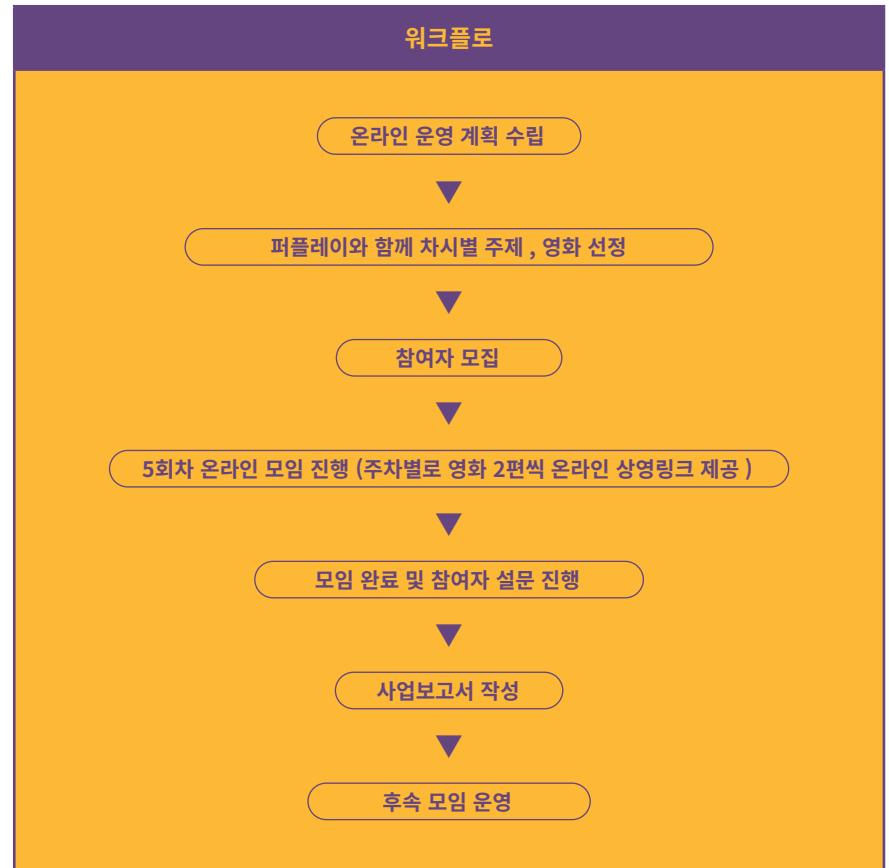 워크플로
온라인 운영 계획 수립
퍼플레이와 함께 차시별 주제 , 영화 선정
참여자 모집
5회차 온라인 모임 진행 (주차별로 영화 2편씩 온라인 상영링크 제공 )
모임 완료 및 참여자 설문 진행
사업보고서 작성
후속 모임 운영